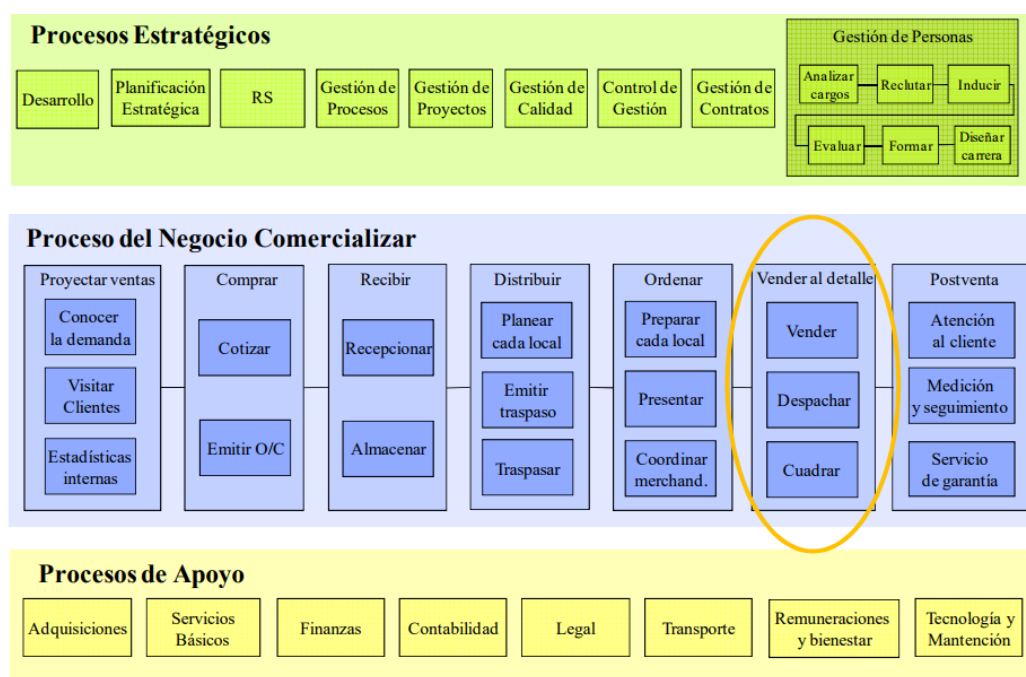 Procesos Estratégicos
Desarrollo
Planificación
Estratégica
RS
Gestión de
Procesos
Gestión de
Proyectos
Gestión de
Calidad
Control de
Gestión
Gestión de
Contratos
Gestión de Personas
Analizar
cargos
Reclutar
Inducir
Evaluar
Formar
Diseñar
carrera
Proceso del Negocio Comercializar
Proyectar ventas
Conocer
la demanda
Visitar
Clientes
Estadísticas
internas
Comprar
Cotizar
Emitir O/C
Recibir
Recepcionar
Almacenar
Distribuir
Planear
cada local
Emitir
traspaso
Traspasar
Ordenar
Preparar
cada local
Presentar
Coordinar
merchand.
Vender al detalle
Vender
Despachar
Cuadrar
Postventa
Atención
al cliente
Medición
y seguimiento
Servicio
de garantía
Procesos de Apoyo
Adquisiciones
Servicios
Básicos
Finanzas
Contabilidad
Legal
Transporte
Remuneraciones
y bienestar
Tecnología y
Mantención